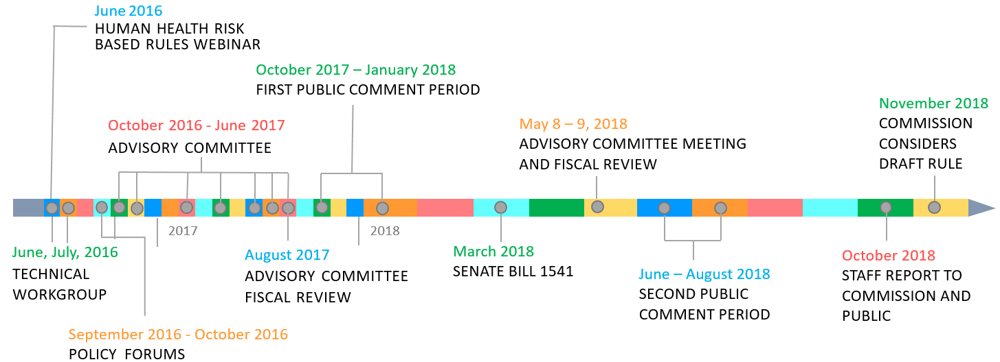 June 2016
HUMAN HEALTH RISK
BASED RULES WEBINAR
October 2017 – January 2018
FIRST PUBLIC COMMENT PERIOD
October 2016 - June 2017
ADVISORY COMMITTEE
May 8 – 9, 2018
ADVISORY COMMITTEE MEETING
AND FISCAL REVIEW
November 2018
COMMISSION
CONSIDERS
DRAFT RULE
2017
2018
June, July, 2016
TECHNICAL
WORKGROUP
September 2016 - October 2016
POLICY FORUMS
August 2017
ADVISORY COMMITTEE
FISCAL REVIEW
March 2018
SENATE BILL 1541
June – August 2018
SECOND PUBLIC
COMMENT PERIOD
October 2018
STAFF REPORT TO
COMMISSION AND
PUBLIC